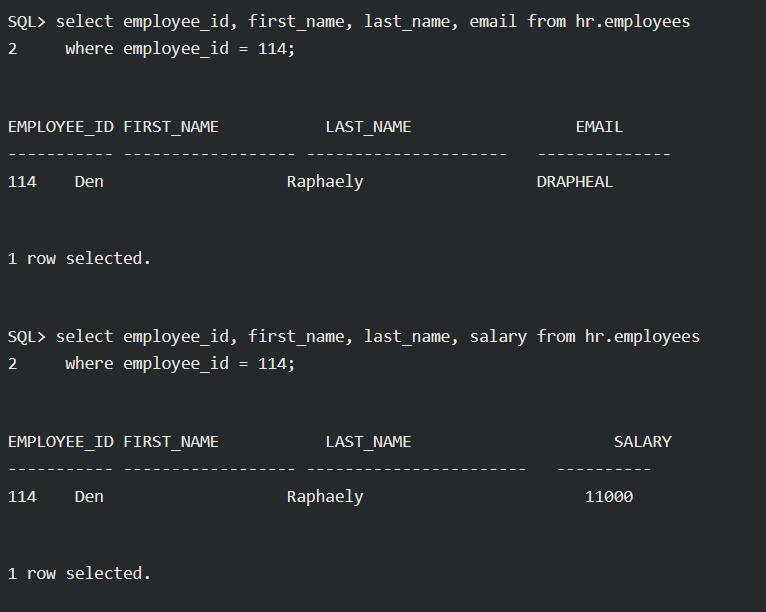 SQL> select employee_id, first_name, last_name, email from hr.employees
2     where employee_id = 114;
EMPLOYEE_ID FIRST_NAME           LAST_NAME                 EMAIL
----------- ------------------ ---------------------   --------------
114    Den                   Raphaely                  DRAPHEAL
1 row selected.
SQL> select employee_id, first_name, last_name, salary from hr.employees
2     where employee_id = 114;
EMPLOYEE_ID FIRST_NAME           LAST_NAME                     SALARY
----------- ------------------ -----------------------   ----------
114    Den                   Raphaely                       11000
1 row selected.